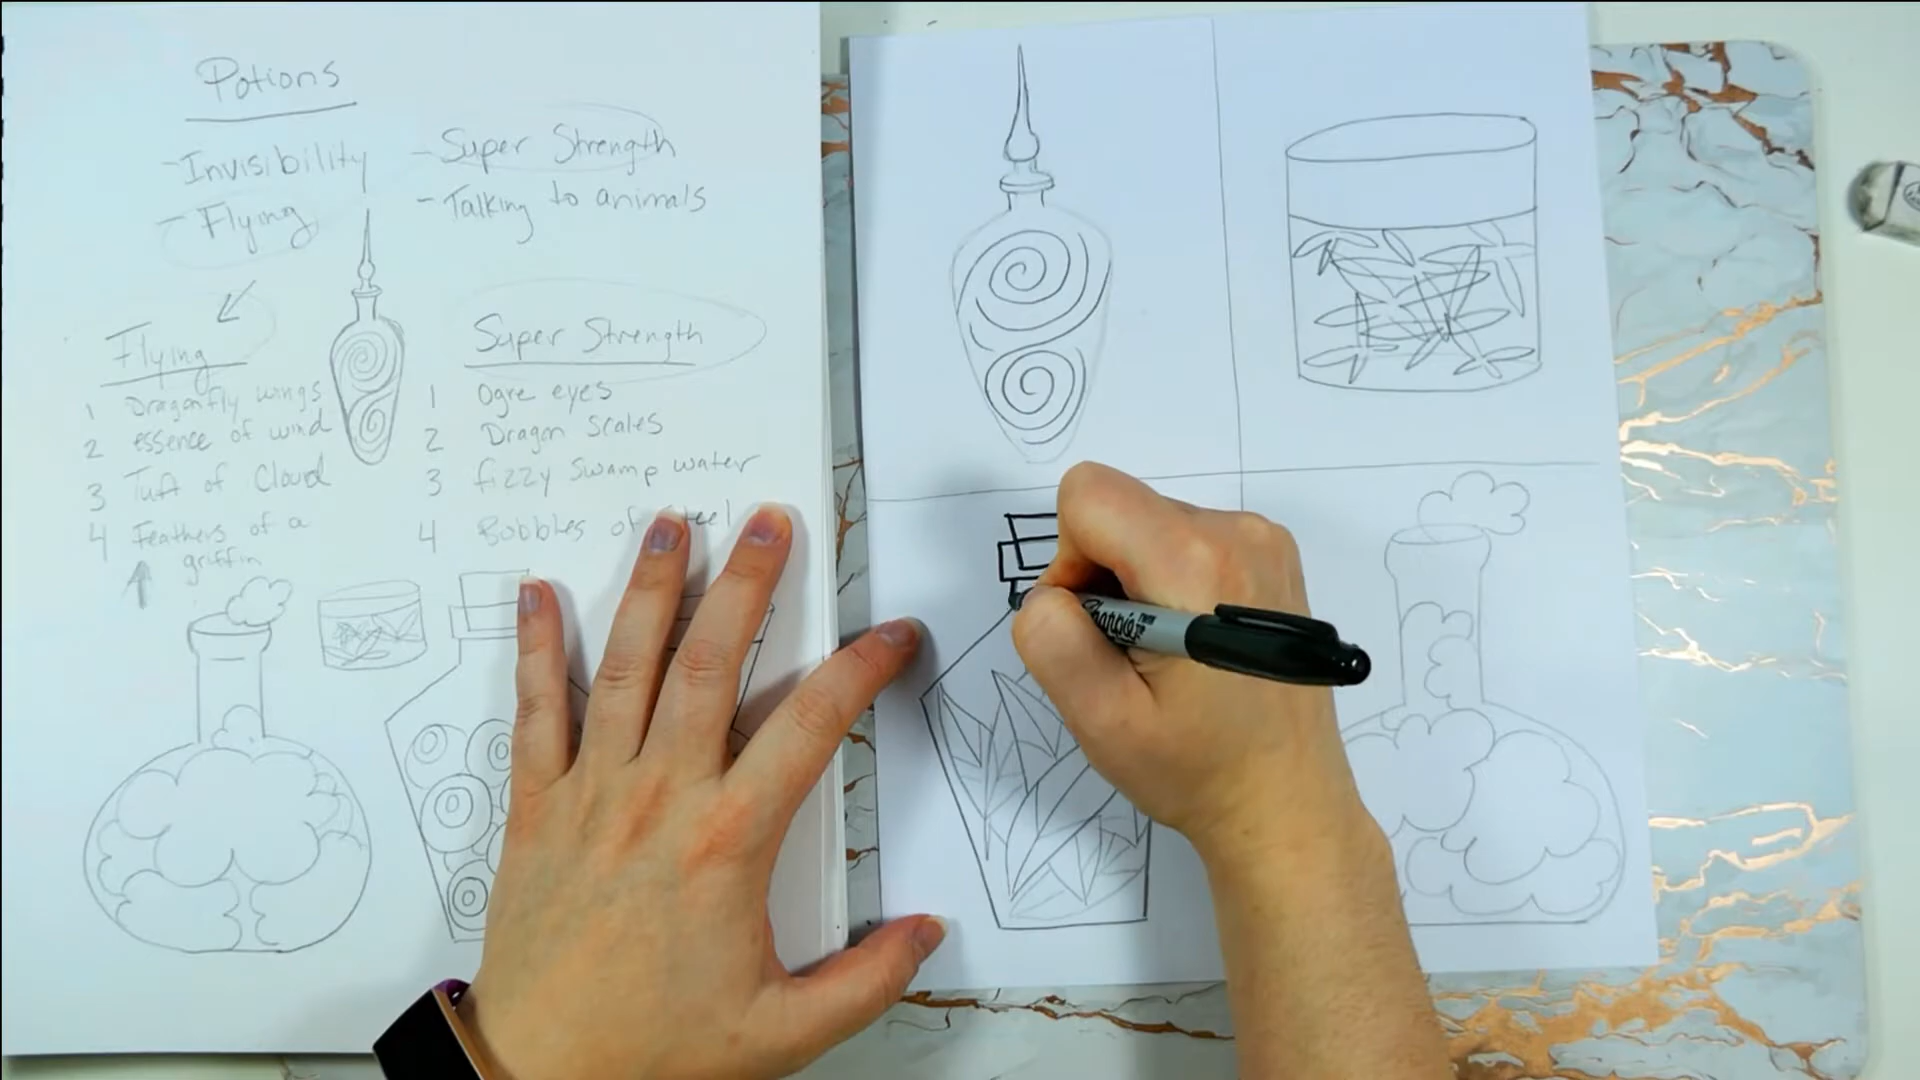 Potions
- Invisibility
- Flying
- Super Strength
- Talking to animals
Flying
1 Dragonfly wings
2 essence of wind
3 Tuft of Cloud
4 Feathers of a
griffin
Super Strength
1 Ogre eyes
2 Dragon Scales
3 fizzy Swamp water
4 Bobbles of Steel
Sharpie